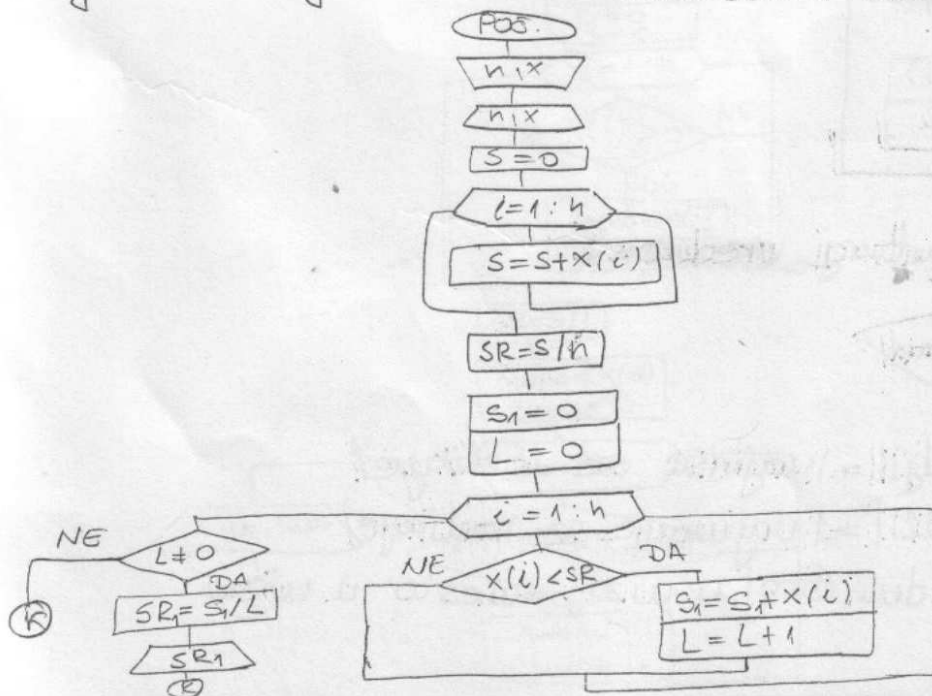 POČ.
n, x
n, x
S = 0
i = 1 : n
S = S + X(i)
SR = S / n
S1 = 0
L = 0
i = 1 : n
NE
L ≠ 0
DA
SR1 = S1 / L
SR1
K
K
NE
X(i) < SR
DA
S1 = S1 + X(i)
L = L + 1